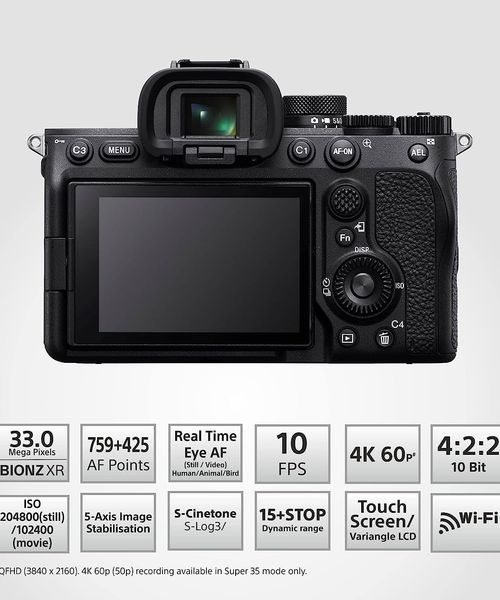 S&Q
C3
MENU
C1
AF-ON
AEL
Fn
DISP
ISO
C4
33.0
Mega Pixels
BIONZ XR
759+425
AF Points
Real Time
Eye AF
(Still / Video)
Human/Animal/Bird
10
FPS
4K 60p
4:2:2
10 Bit
ISO
204800(still)
/102400
(movie)
5-Axis Image
Stabilisation
S-Cinetone
S-Log3/
15+STOP
Dynamic range
Touch
Screen/
Variangle LCD
Wi-Fi
QFHD (3840 x 2160). 4K 60p (50p) recording available in Super 35 mode only.